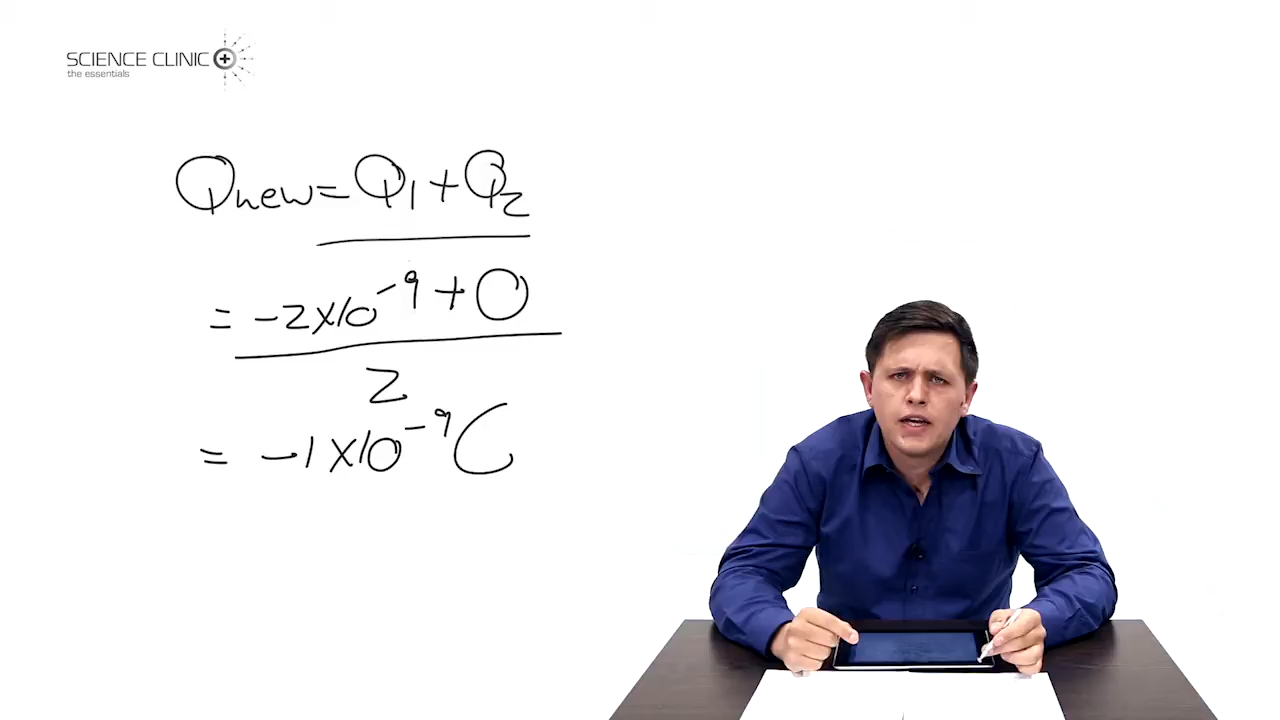 SCIENCE CLINIC
the essentials
Qnew = Q1 + Q2
= -2x10^-9 + 0
2
= -1x10^-9 C